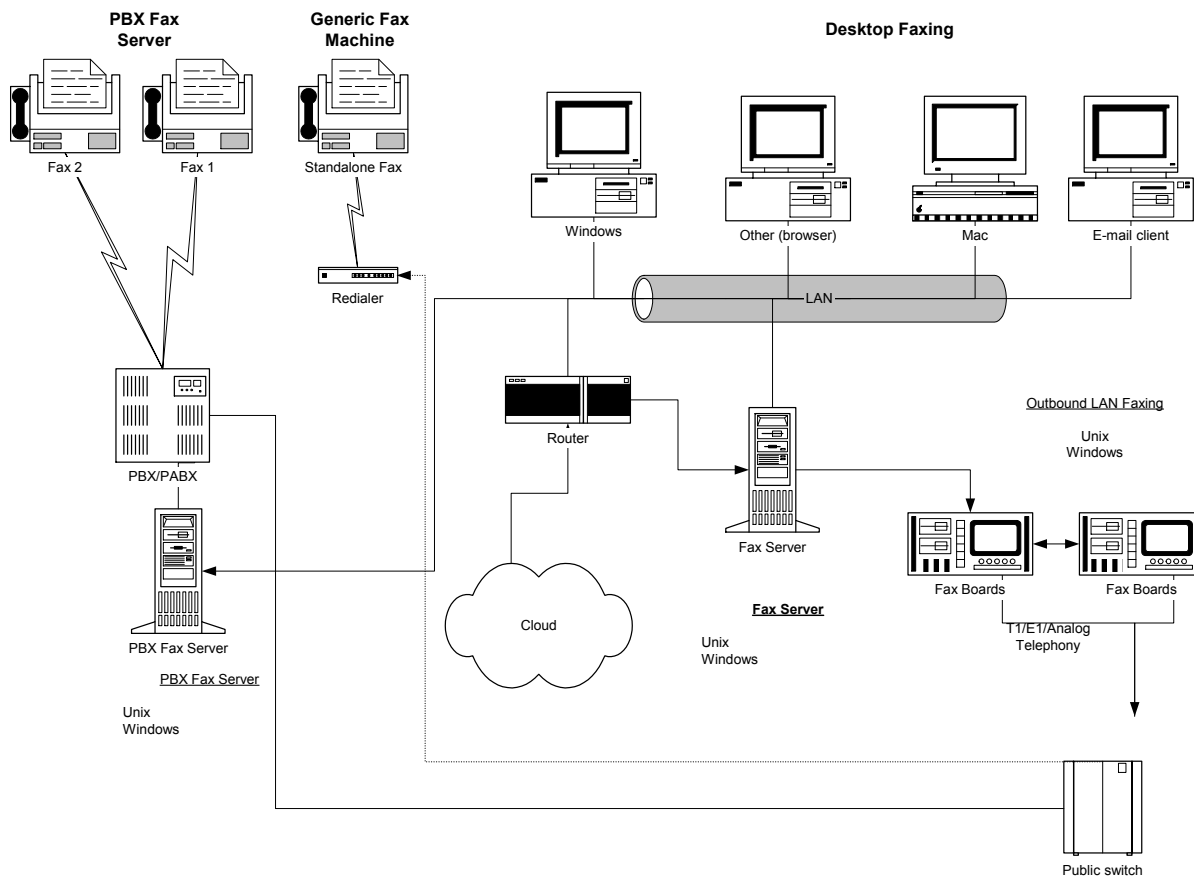 PBX Fax
Server
Generic Fax
Machine
Desktop Faxing
Fax 2
Fax 1
Standalone Fax
Windows
Other (browser)
Mac
E-mail client
Redialer
LAN
Outbound LAN Faxing
Unix
Windows
Router
PBX/PABX
Fax Server
Fax Boards
Fax Boards
Fax Server
Cloud
T1/E1/Analog
Telephony
Unix
Windows
PBX Fax Server
PBX Fax Server
Unix
Windows
Public switch